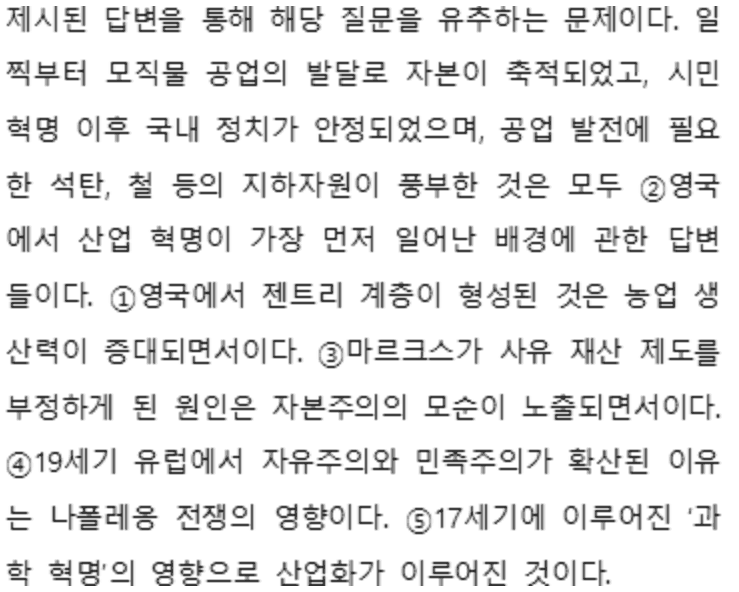 제시된 답변을 통해 해당 질문을 유추하는 문제이다. 일
찍부터 모직물 공업의 발달로 자본이 축적되었고, 시민
혁명 이후 국내 정치가 안정되었으며, 공업 발전에 필요
한 석탄, 철 등의 지하자원이 풍부한 것은 모두 ②영국
에서 산업 혁명이 가장 먼저 일어난 배경에 관한 답변
들이다. ①영국에서 젠트리 계층이 형성된 것은 농업 생
산력이 증대되면서이다. ③마르크스가 사유 재산 제도를
부정하게 된 원인은 자본주의의 모순이 노출되면서이다.
④19세기 유럽에서 자유주의와 민족주의가 확산된 이유
는 나폴레옹 전쟁의 영향이다. ⑤17세기에 이루어진 '과
학 혁명'의 영향으로 산업화가 이루어진 것이다.